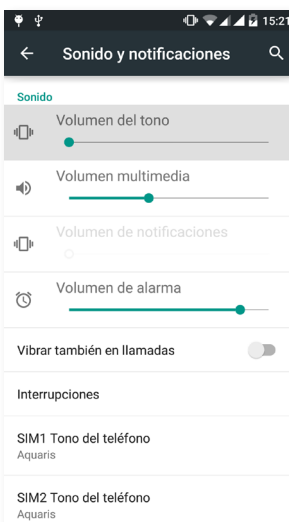 15:21
Sonido y notificaciones
Sonido
Volumen del tono
Volumen multimedia
Volumen de notificaciones
Volumen de alarma
Vibrar también en llamadas
Interrupciones
SIM1 Tono del teléfono
Aquaris
SIM2 Tono del teléfono
Aquaris